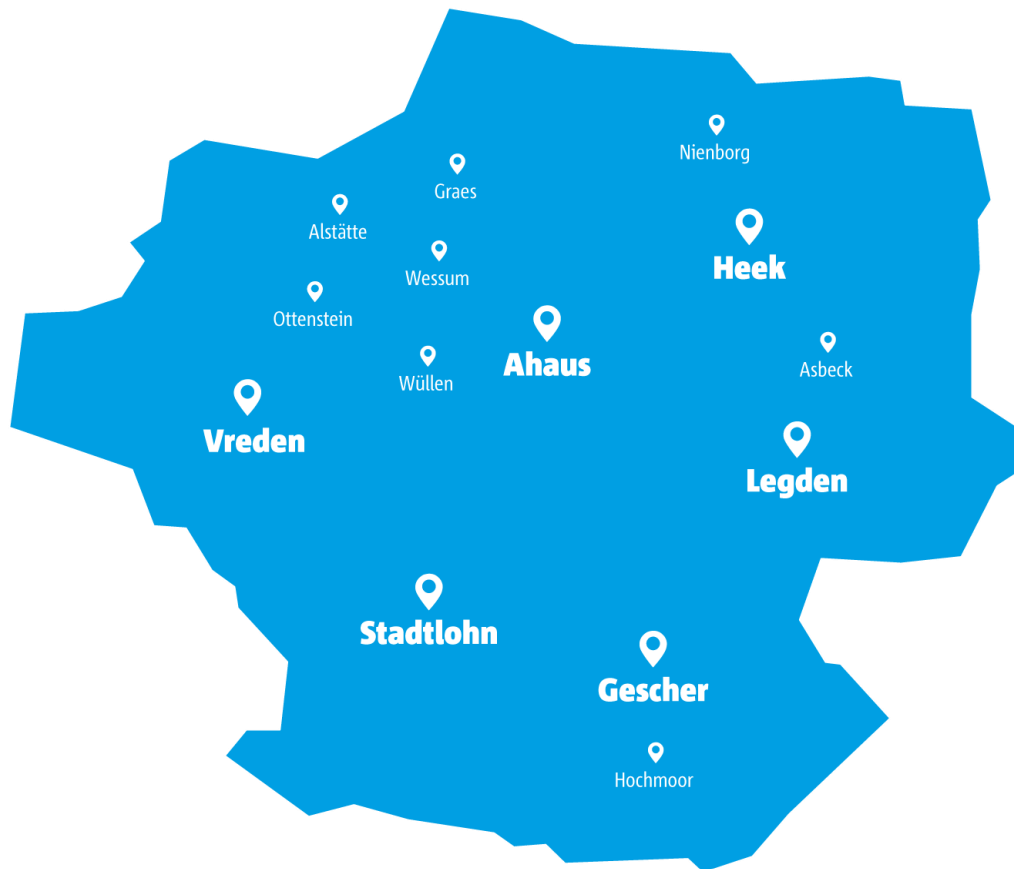 Nienborg
Graes
Alstätte
Heek
Wessum
Ottenstein
Ahaus
Asbeck
Wüllen
Vreden
Legden
Stadtlohn
Gescher
Hochmoor